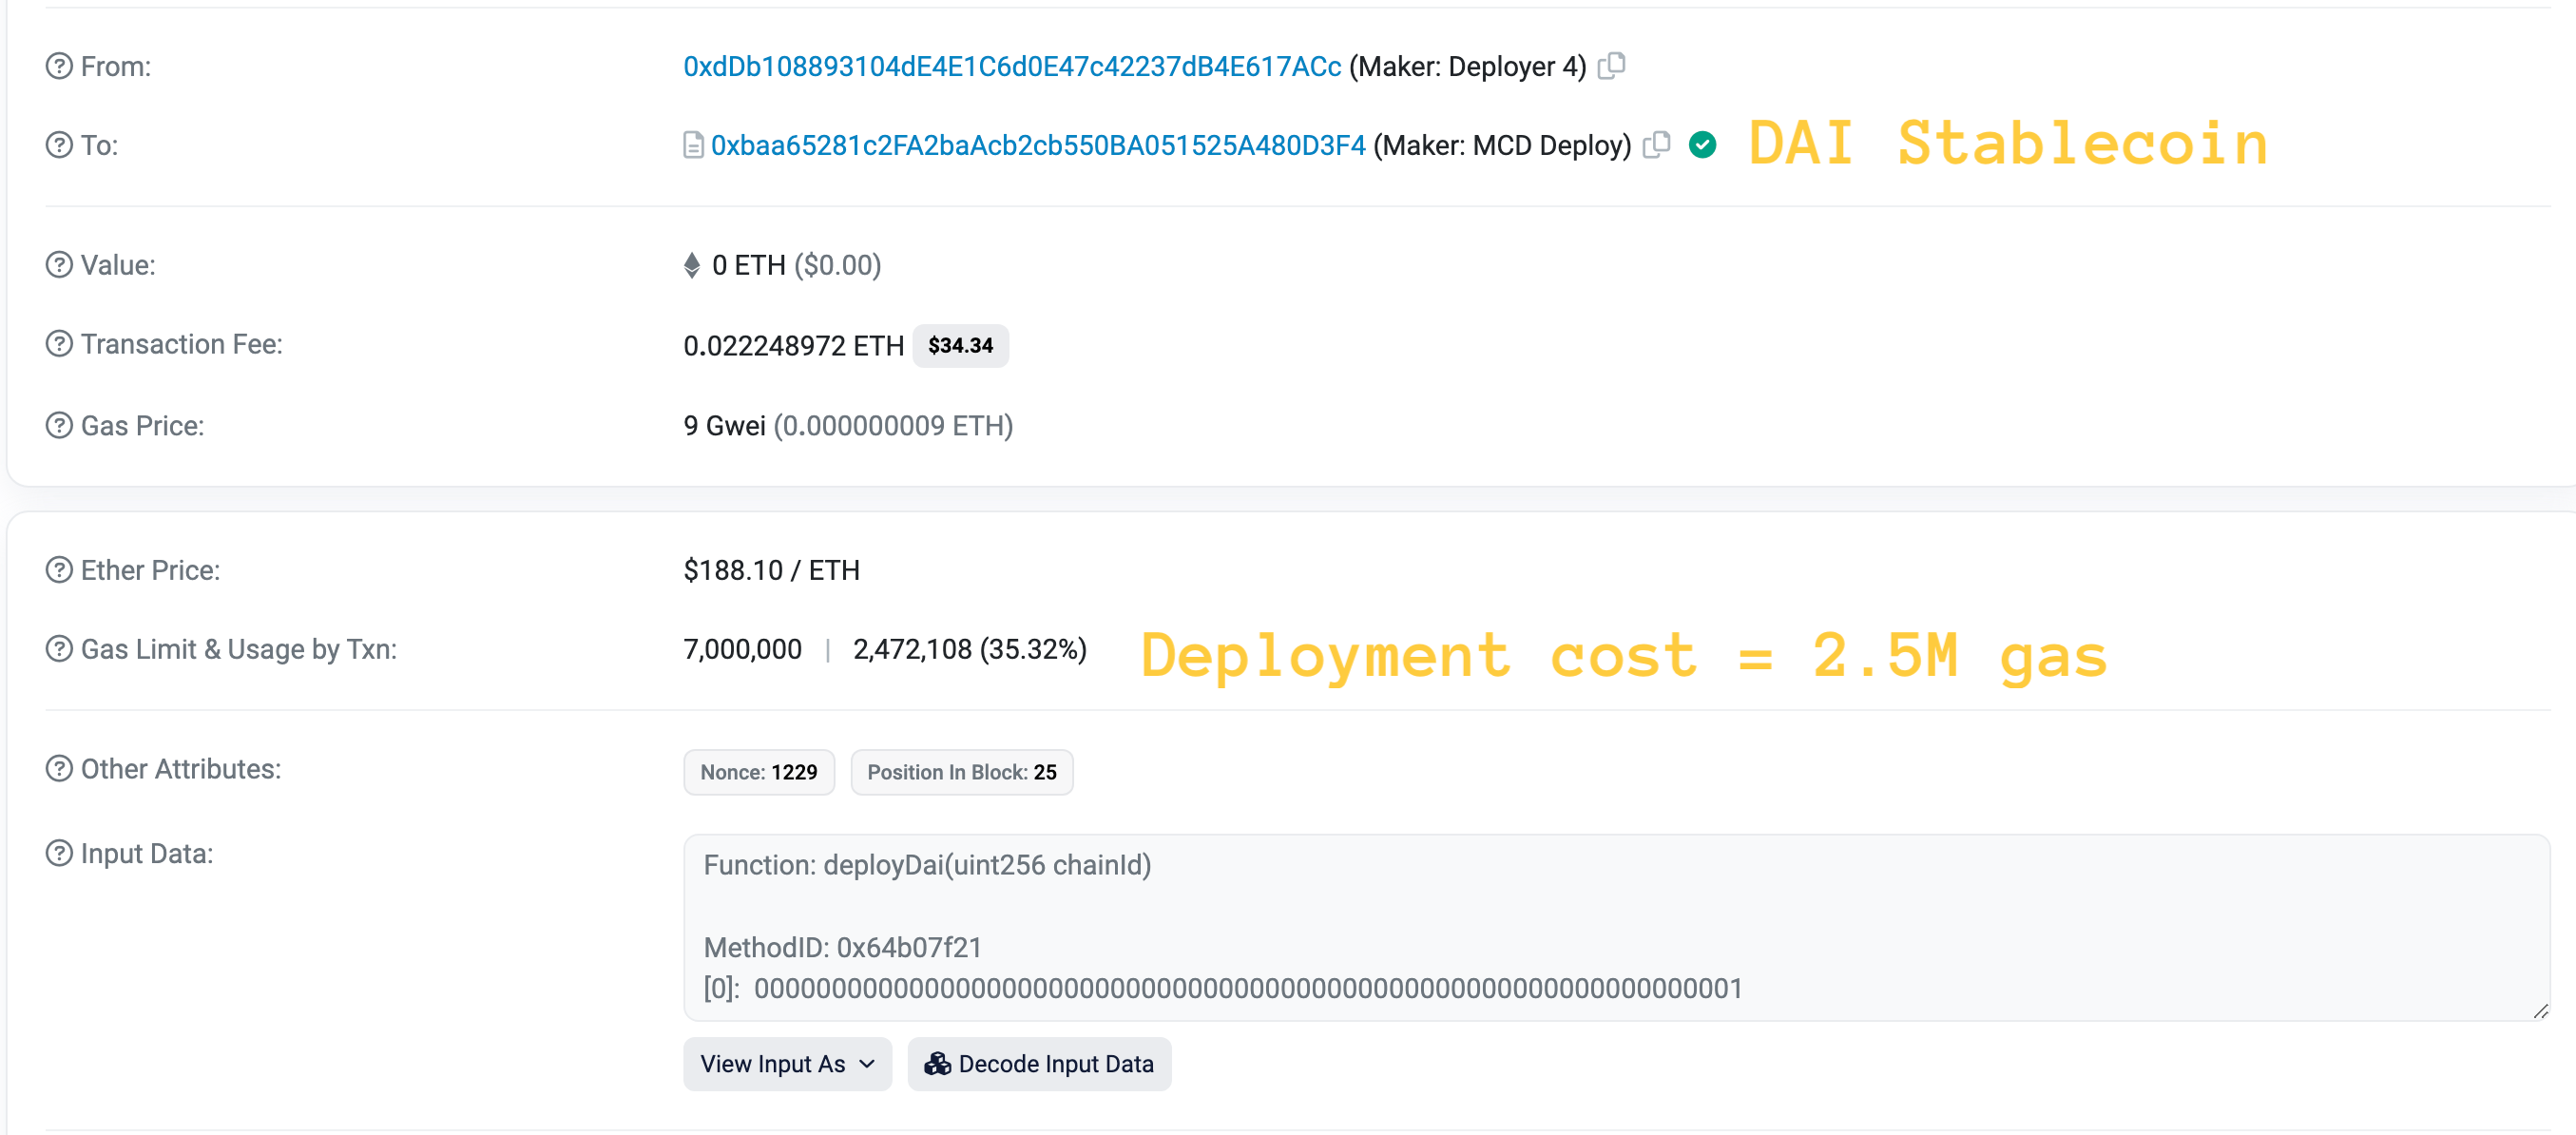 From: 0xdDb108893104dE4E1C6d0E47c42237dB4E617ACc (Maker: Deployer 4)
To: 0xbaa65281c2FA2baAcb2cb550BA051525A480D3F4 (Maker: MCD Deploy) DAI Stablecoin
Value: 0 ETH ($0.00)
Transaction Fee: 0.022248972 ETH $34.34
Gas Price: 9 Gwei (0.000000009 ETH)
Ether Price: $188.10 / ETH
Gas Limit & Usage by Txn: 7,000,000 | 2,472,108 (35.32%) Deployment cost = 2.5M gas
Other Attributes: Nonce: 1229 Position In Block: 25
Input Data: Function: deployDai(uint256 chainId)
MethodID: 0x64b07f21
[0]: 0000000000000000000000000000000000000000000000000000000000000001
View Input As Decode Input Data